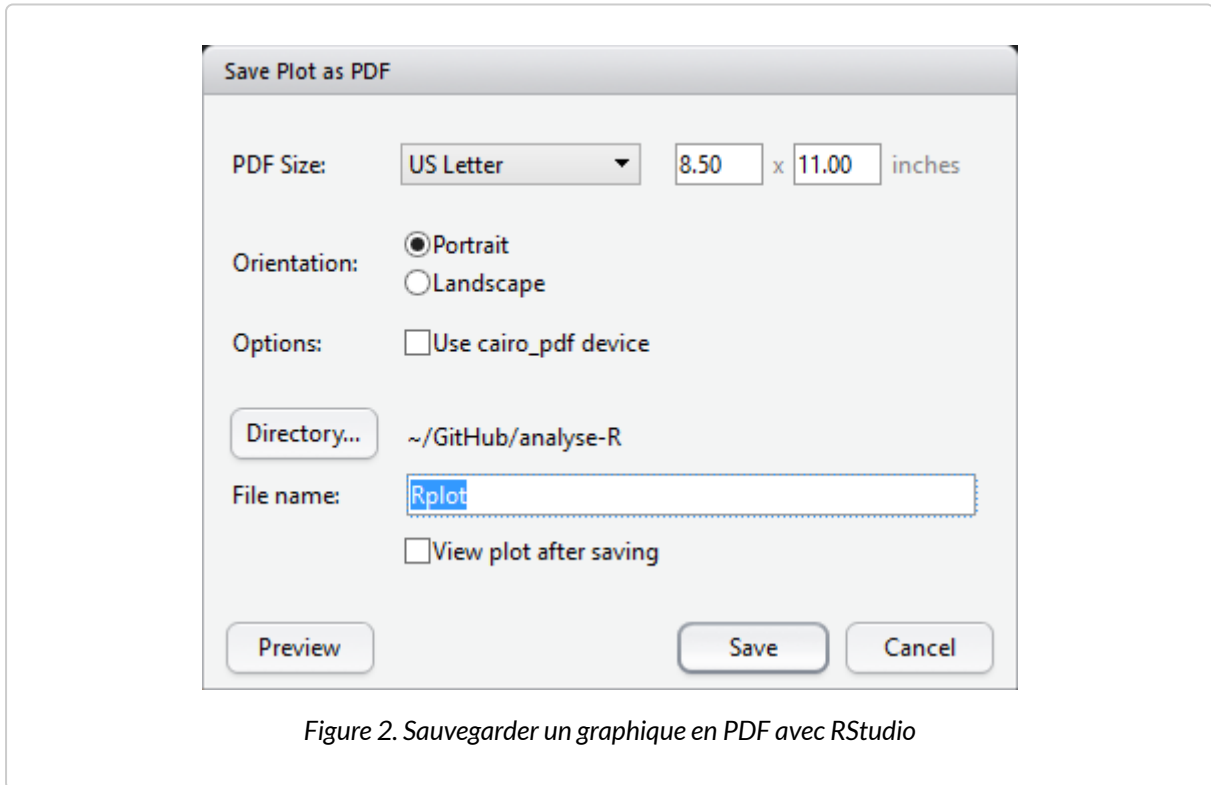 Save Plot as PDF
PDF Size: US Letter 8.50 x 11.00 inches
Orientation: Portrait
Landscape
Options: Use cairo_pdf device
Directory... ~/GitHub/analyse-R
File name: Rplot
View plot after saving
Preview Save Cancel
Figure 2. Sauvegarder un graphique en PDF avec RStudio